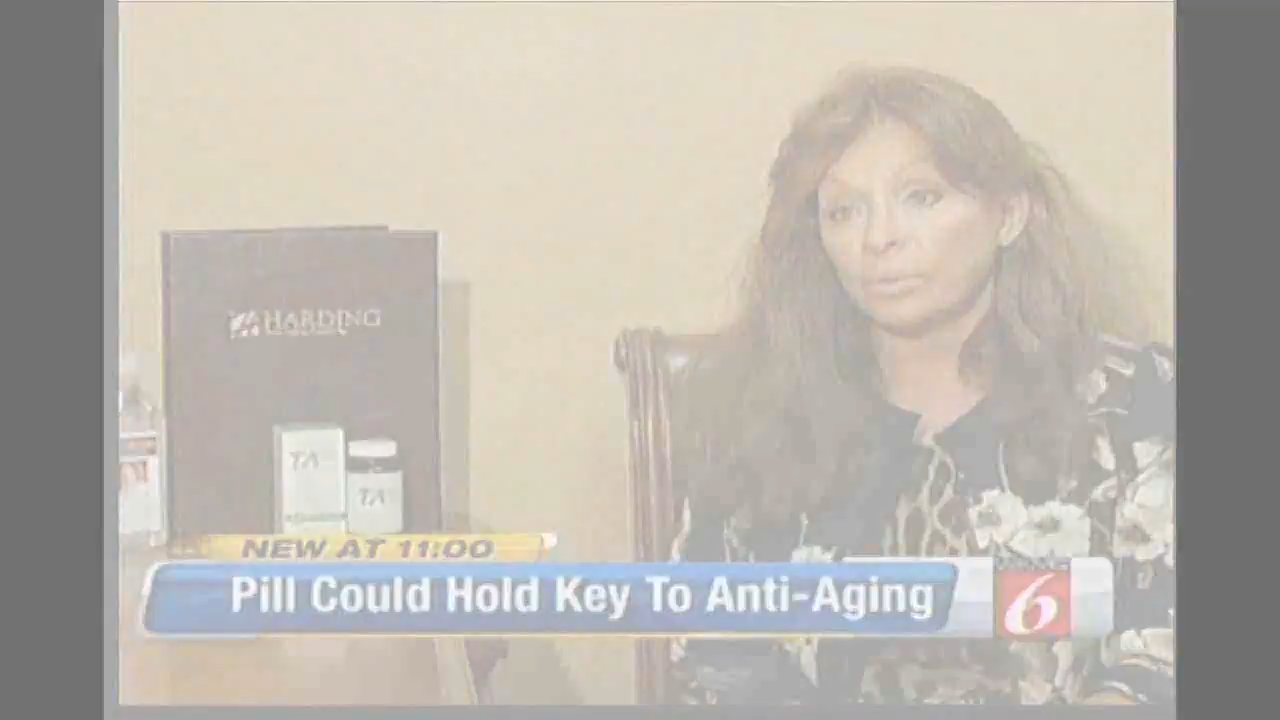 HARDING
TA
TA
NEW AT 11:00
Pill Could Hold Key To Anti-Aging
6